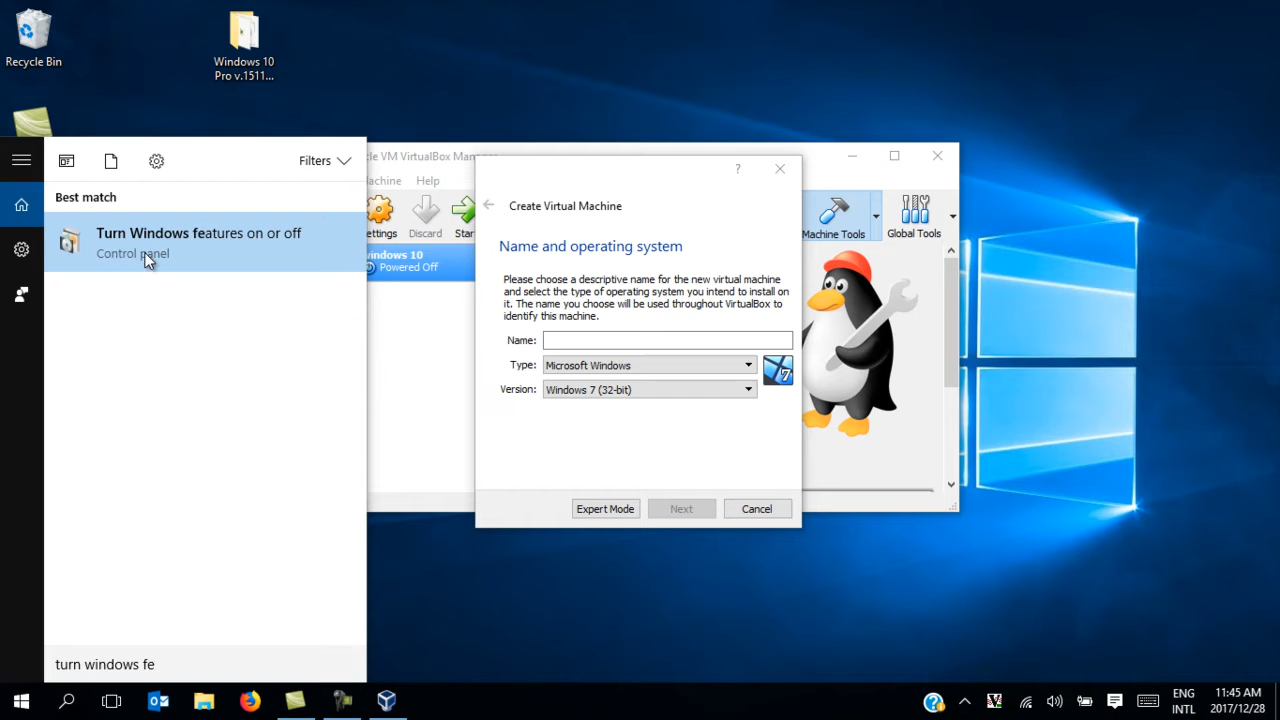 Recycle Bin
Windows 10
Pro v.1511...
Filters
Best match
Turn Windows features on or off
Control panel
turn windows fe
cle VM VirtualBox Man
achine Help
ettings Discard Star
Machine Tools Global Tools
indows 10
Powered Off
?
Create Virtual Machine
Name and operating system
Please choose a descriptive name for the new virtual machine
and select the type of operating system you intend to install on
it. The name you choose will be used throughout VirtualBox to
identify this machine.
Name:
Type: Microsoft Windows
Version: Windows 7 (32-bit)
7
Expert Mode Next Cancel
ENG
INTL
11:45 AM
2017/12/28